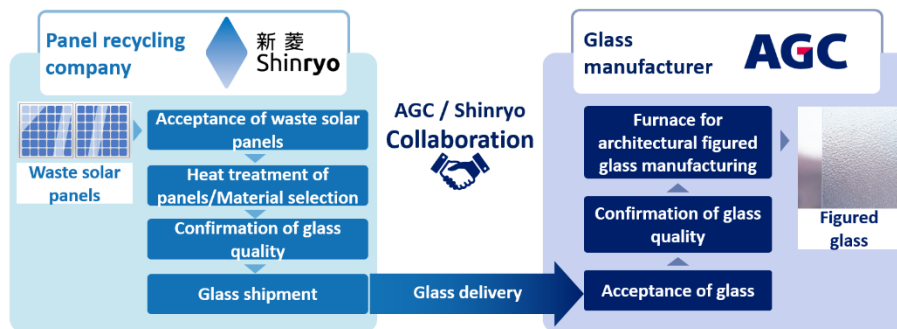 Panel recycling
company
新菱
Shinryo
Waste solar
panels
Acceptance of waste solar
panels
Heat treatment of
panels/Material selection
Confirmation of glass
quality
Glass shipment
AGC / Shinryo
Collaboration
Glass delivery
Glass
manufacturer
AGC
Furnace for
architectural figured
glass manufacturing
Confirmation of glass
quality
Acceptance of glass
Figured
glass